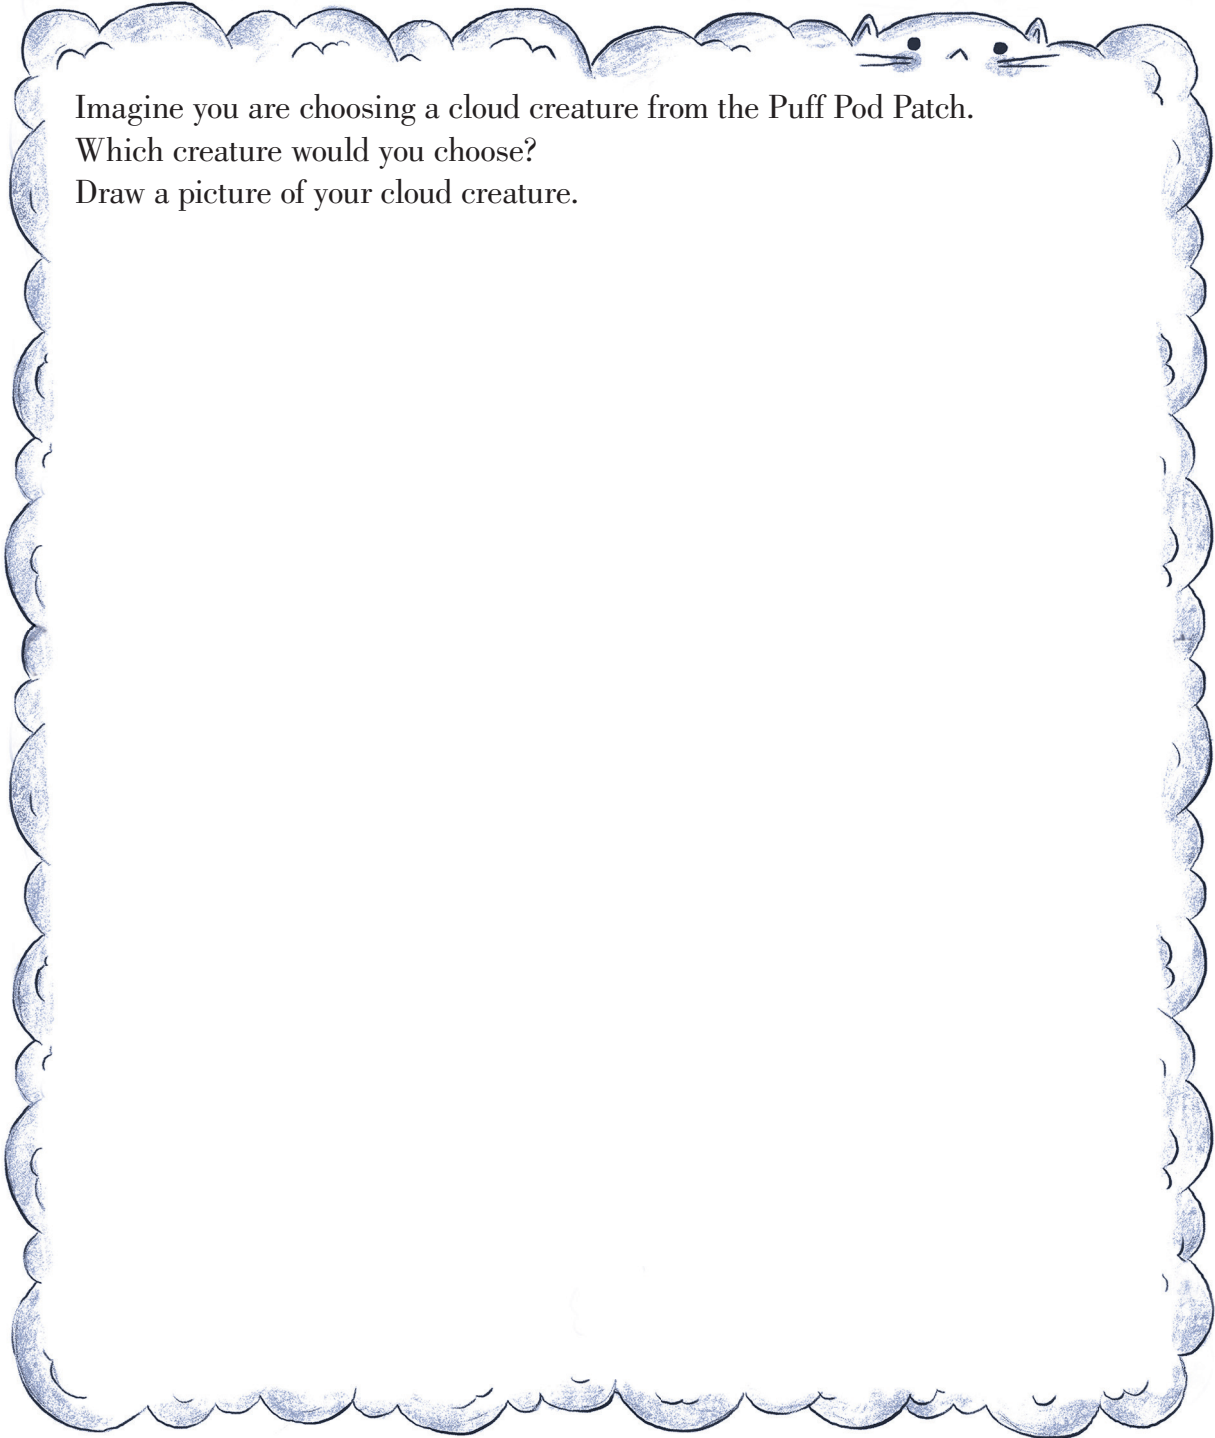 Imagine you are choosing a cloud creature from the Puff Pod Patch.
Which creature would you choose?
Draw a picture of your cloud creature.